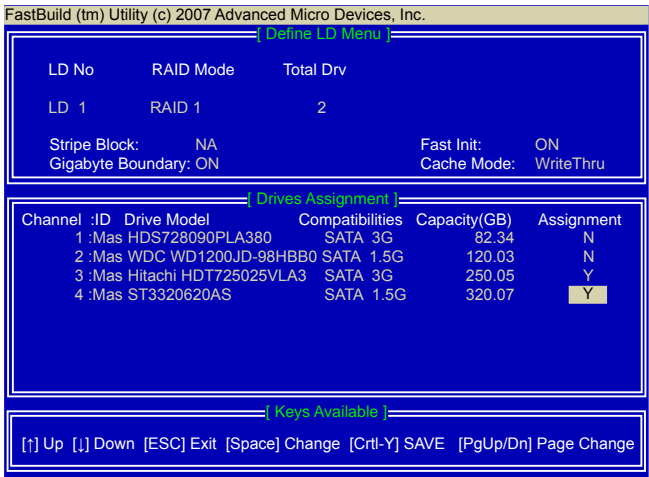 FastBuild (tm) Utility (c) 2007 Advanced Micro Devices, Inc.
[ Define LD Menu ]
LD No RAID Mode Total Drv
LD 1 RAID 1 2
Stripe Block: NA Fast Init: ON
Gigabyte Boundary: ON Cache Mode: WriteThru
[ Drives Assignment ]
Channel :ID Drive Model Compatibilities Capacity(GB) Assignment
1 :Mas HDS728090PLA380 SATA 3G 82.34 N
2 :Mas WDC WD1200JD-98HBB0 SATA 1.5G 120.03 N
3 :Mas Hitachi HDT725025VLA3 SATA 3G 250.05 Y
4 :Mas ST3320620AS SATA 1.5G 320.07 Y
[ Keys Available ]
[↑] Up [↓] Down [ESC] Exit [Space] Change [Crtl-Y] SAVE [PgUp/Dn] Page Change